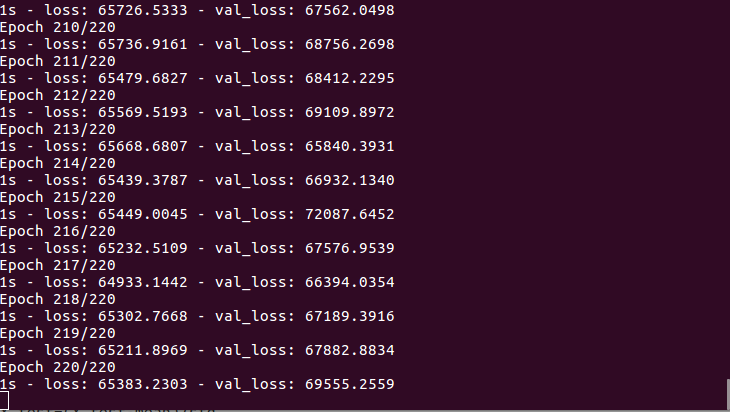 1s - loss: 65726.5333 - val_loss: 67562.0498
Epoch 210/220
1s - loss: 65736.9161 - val_loss: 68756.2698
Epoch 211/220
1s - loss: 65479.6827 - val_loss: 68412.2295
Epoch 212/220
1s - loss: 65569.5193 - val_loss: 69109.8972
Epoch 213/220
1s - loss: 65668.6807 - val_loss: 65840.3931
Epoch 214/220
1s - loss: 65439.3787 - val_loss: 66932.1340
Epoch 215/220
1s - loss: 65449.0045 - val_loss: 72087.6452
Epoch 216/220
1s - loss: 65232.5109 - val_loss: 67576.9539
Epoch 217/220
1s - loss: 64933.1442 - val_loss: 66394.0354
Epoch 218/220
1s - loss: 65302.7668 - val_loss: 67189.3916
Epoch 219/220
1s - loss: 65211.8969 - val_loss: 67882.8834
Epoch 220/220
1s - loss: 65383.2303 - val_loss: 69555.2559